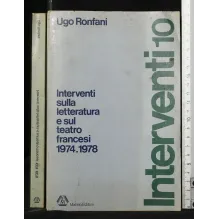 Ugo Ronfani
Interventi
sulla
letteratura
e sul
teatro
francesi
1974.1978
Interventi 10